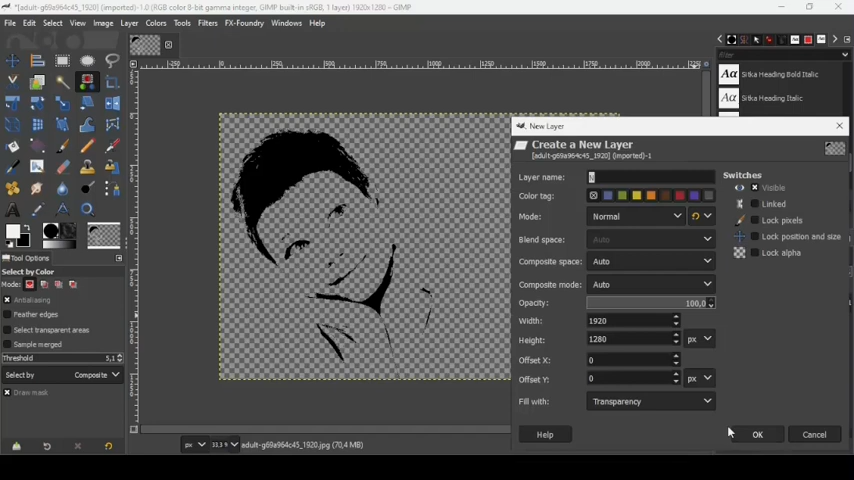 *[adult-g69a964c45_1920] (imported)-1.0 (RGB color 8-bit gamma integer, GIMP built-in sRGB, 1 layer) 1920x1280 – GIMP
File Edit Select View Image Layer Colors Tools Filters FX-Foundry Windows Help
filter
Aa Sitka Heading Bold Italic
Aa Sitka Heading Italic
New Layer
Create a New Layer
[adult-g69a964c45_1920] (imported)-1
Switches
Layer name:
Visible
Color tag:
Linked
Mode: Normal
Lock pixels
Blend space: Auto
Lock position and size
Composite space: Auto
Lock alpha
Composite mode: Auto
Opacity: 100,0
Width: 1920
Height: 1280 px
Offset X: 0
Offset Y: 0 px
Fill with: Transparency
Help OK Cancel
Tool Options
Select by Color
Mode:
Antialiasing
Feather edges
Select transparent areas
Sample merged
Threshold 5,1
Select by Composite
Draw mask
px 33,3 % adult-g69a964c45_1920.jpg (70,4 MB)